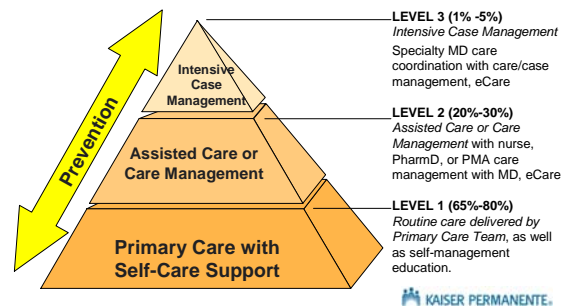 Prevention
Intensive
Case
Management
Assisted Care or
Care Management
Primary Care with
Self-Care Support
LEVEL 3 (1% -5%)
Intensive Case Management
Specialty MD care
coordination with care/case
management, eCare
LEVEL 2 (20%-30%)
Assisted Care or Care
Management with nurse,
PharmD, or PMA care
management with MD, eCare
LEVEL 1 (65%-80%)
Routine care delivered by
Primary Care Team, as well
as self-management
education.
KAISER PERMANENTE®